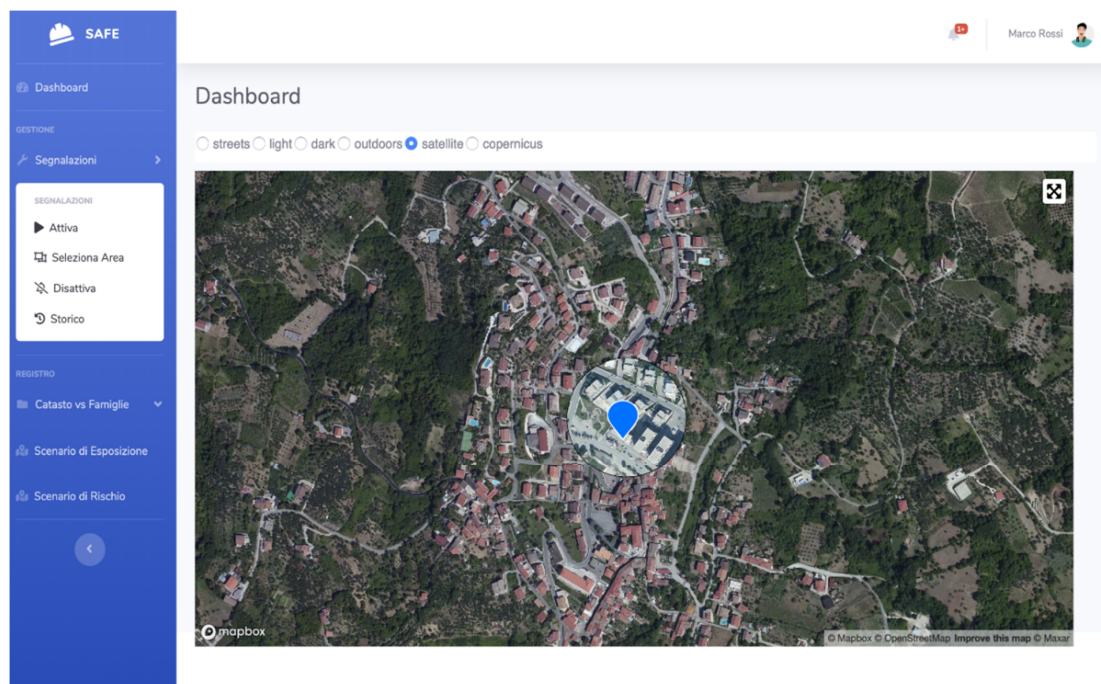 SAFE
1+
Marco Rossi
Dashboard
Dashboard
streets light dark outdoors satellite copernicus
GESTIONE
Segnalazioni
SEGNALAZIONI
Attiva
Seleziona Area
Disattiva
Storico
REGISTRO
Catasto vs Famiglie
Scenario di Esposizione
Scenario di Rischio
mapbox
© Mapbox © OpenStreetMap Improve this map © Maxar